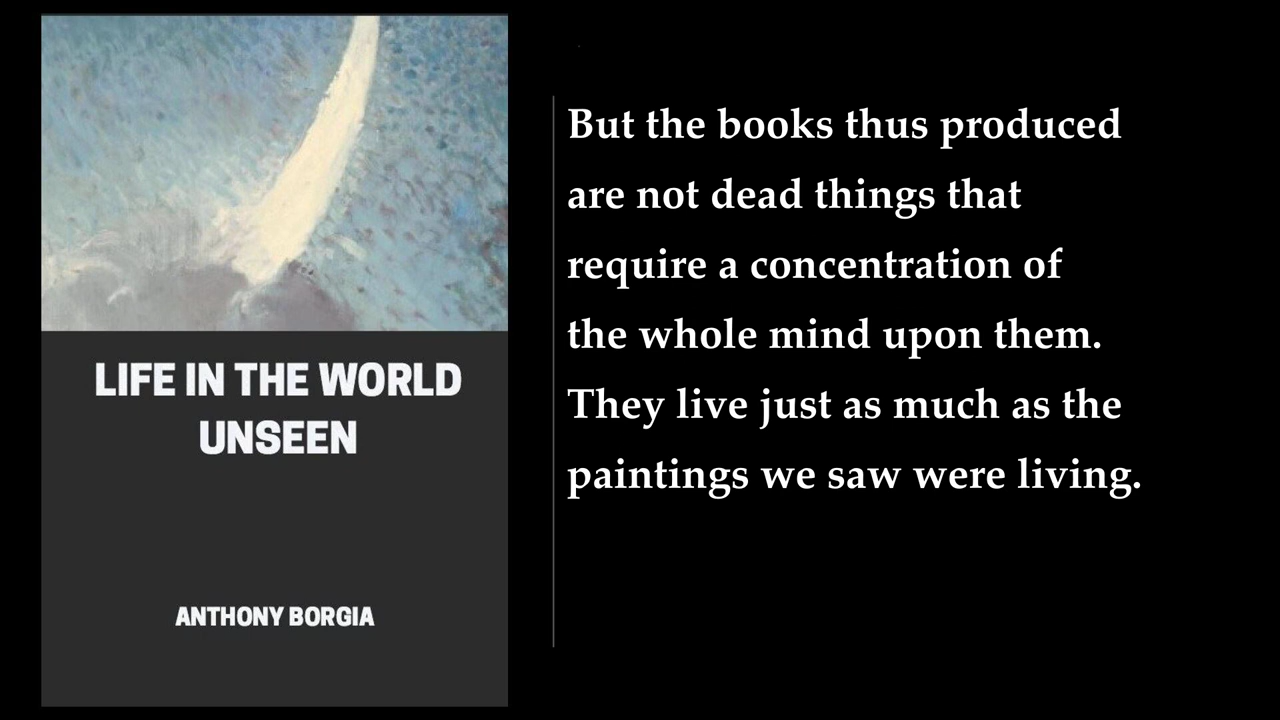 LIFE IN THE WORLD
UNSEEN
ANTHONY BORGIA
But the books thus produced
are not dead things that
require a concentration of
the whole mind upon them.
They live just as much as the
paintings we saw were living.